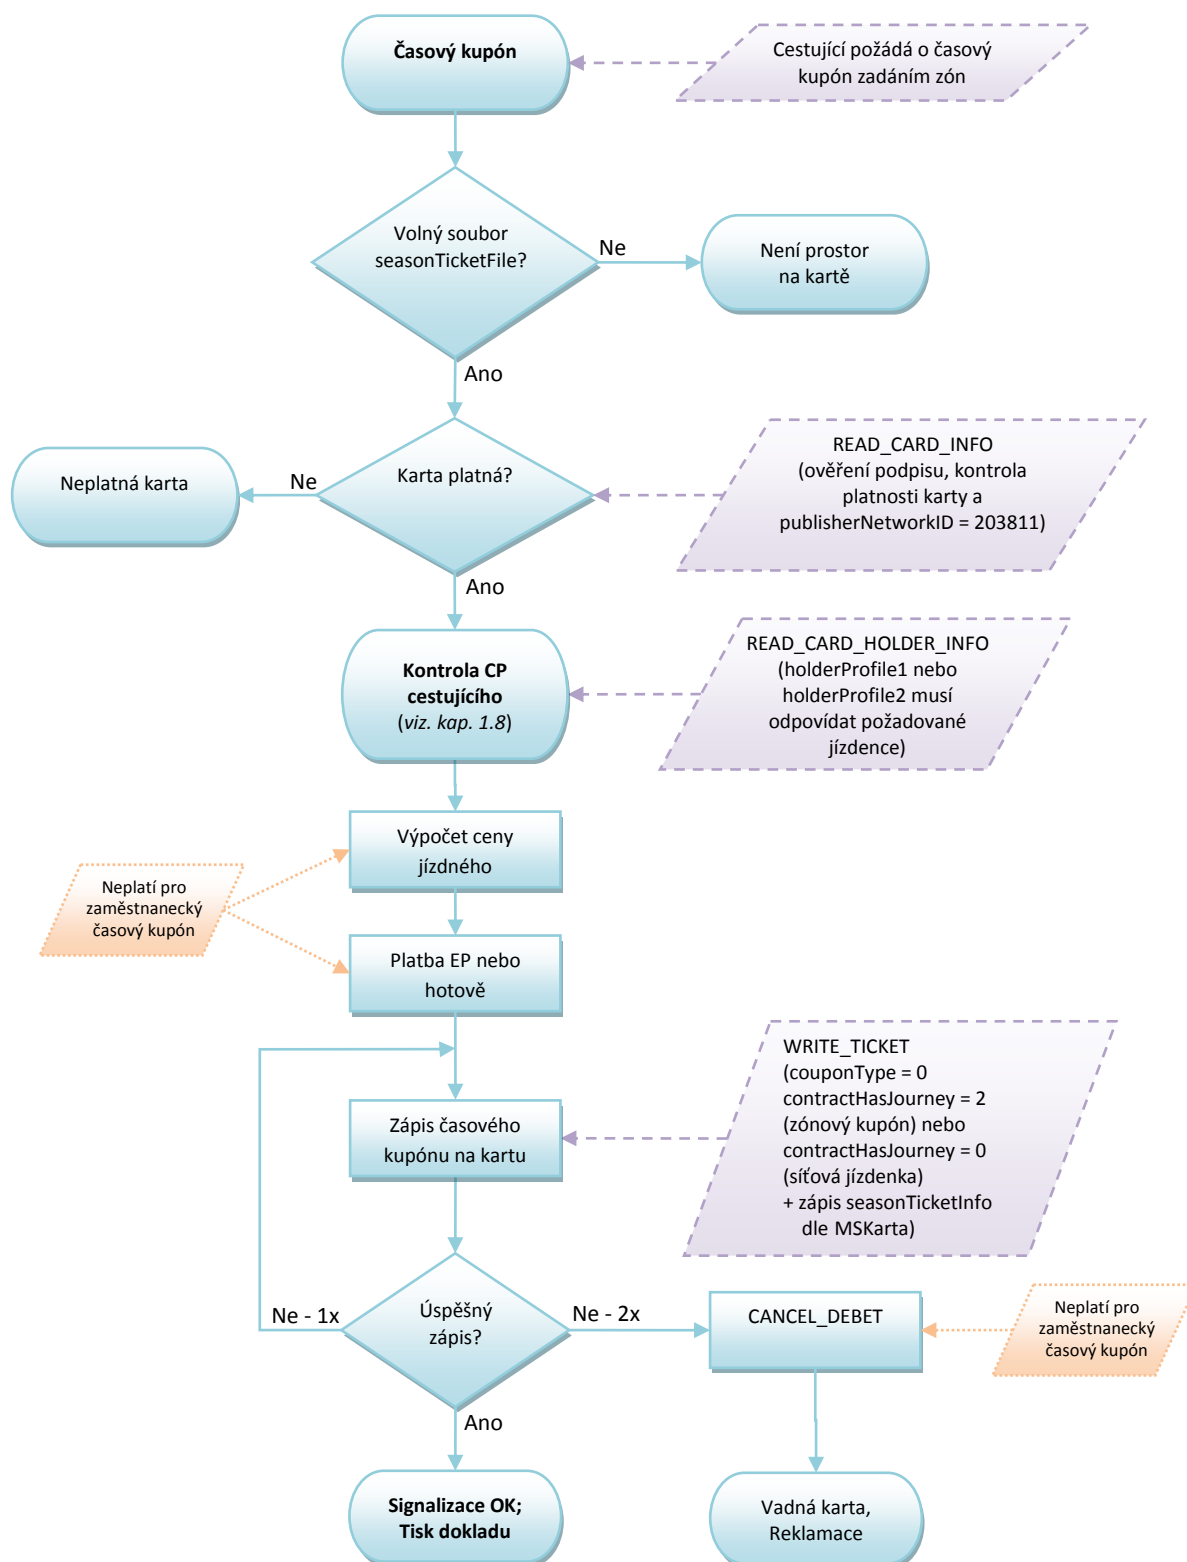 Časový kupón
Cestující požádá o časový
kupón zadáním zón
Volný soubor
seasonTicketFile?
Ne
Není prostor
na kartě
Ano
Neplatná karta
Ne
Karta platná?
READ_CARD_INFO
(ověření podpisu, kontrola
platnosti karty a
publisherNetworkID = 203811)
Ano
Kontrola CP
cestujícího
(viz. kap. 1.8)
READ_CARD_HOLDER_INFO
(holderProfile1 nebo
holderProfile2 musí
odpovídat požadované
jízdence)
Výpočet ceny
jízdného
Neplatí pro
zaměstnanecký
časový kupón
Platba EP nebo
hotově
WRITE_TICKET
(couponType = 0
contractHasJourney = 2
(zónový kupón) nebo
contractHasJourney = 0
(síťová jízdenka)
+ zápis seasonTicketInfo
dle MSKarta)
Zápis časového
kupónu na kartu
Ne - 1x
Úspěšný
zápis?
Ne - 2x
CANCEL_DEBET
Neplatí pro
zaměstnanecký
časový kupón
Ano
Signalizace OK;
Tisk dokladu
Vadná karta,
Reklamace